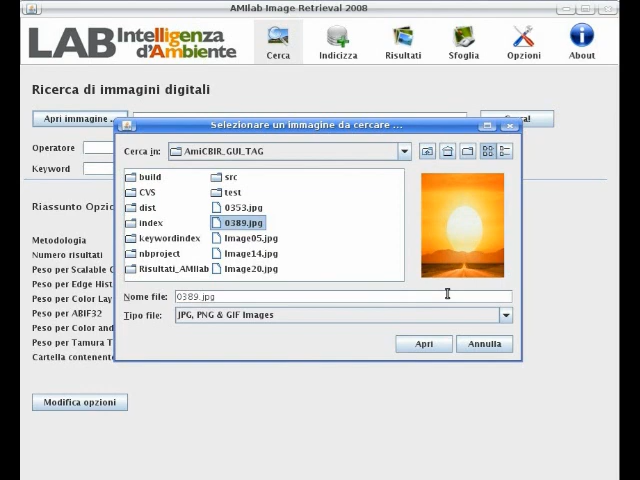 AMIlab Image Retrieval 2008
LAB Intelligenza d'Ambiente
Cerca
Indicizza
Risultati
Sfoglia
Opzioni
About
Ricerca di immagini digitali
Apri immagine ..
Operatore
Keyword
Selezionare un immagine da cercare ...
Cerca in:
AmiCBIR_GUI_TAG
build
CVS
dist
index
keywordindex
nbproject
Risultati_AMIlab
src
test
0353.jpg
0389.jpg
Image05.jpg
Image14.jpg
Image20.jpg
Nome file:
0389.jpg
Tipo file:
JPG, PNG & GIF Images
Apri
Annulla
Riassunto Opzio
Metodologia
Numero risultati
Peso per Scalable C
Peso per Edge Hist
Peso per Color Lay
Peso per ABIF32
Peso per Color and
Peso per Tamura T
Cartella contenente
Modifica opzioni